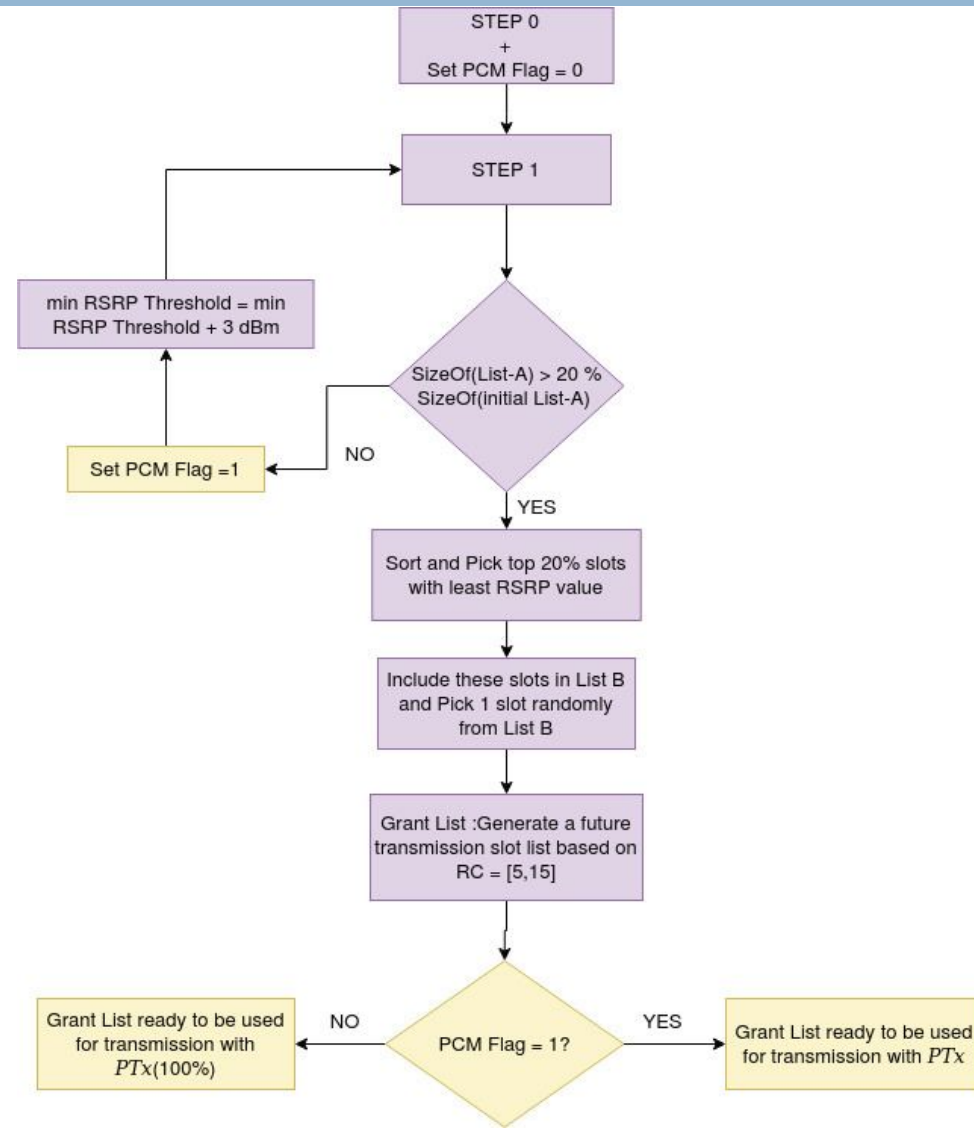 STEP 0
+
Set PCM Flag = 0
STEP 1
min RSRP Threshold = min
RSRP Threshold + 3 dBm
SizeOf(List-A) > 20 %
SizeOf(initial List-A)
NO
Set PCM Flag =1
YES
Sort and Pick top 20% slots
with least RSRP value
Include these slots in List B
and Pick 1 slot randomly
from List B
Grant List :Generate a future
transmission slot list based on
RC = [5,15]
Grant List ready to be used
for transmission with
PTx(100%)
NO
PCM Flag = 1?
YES
Grant List ready to be used
for transmission with PTx